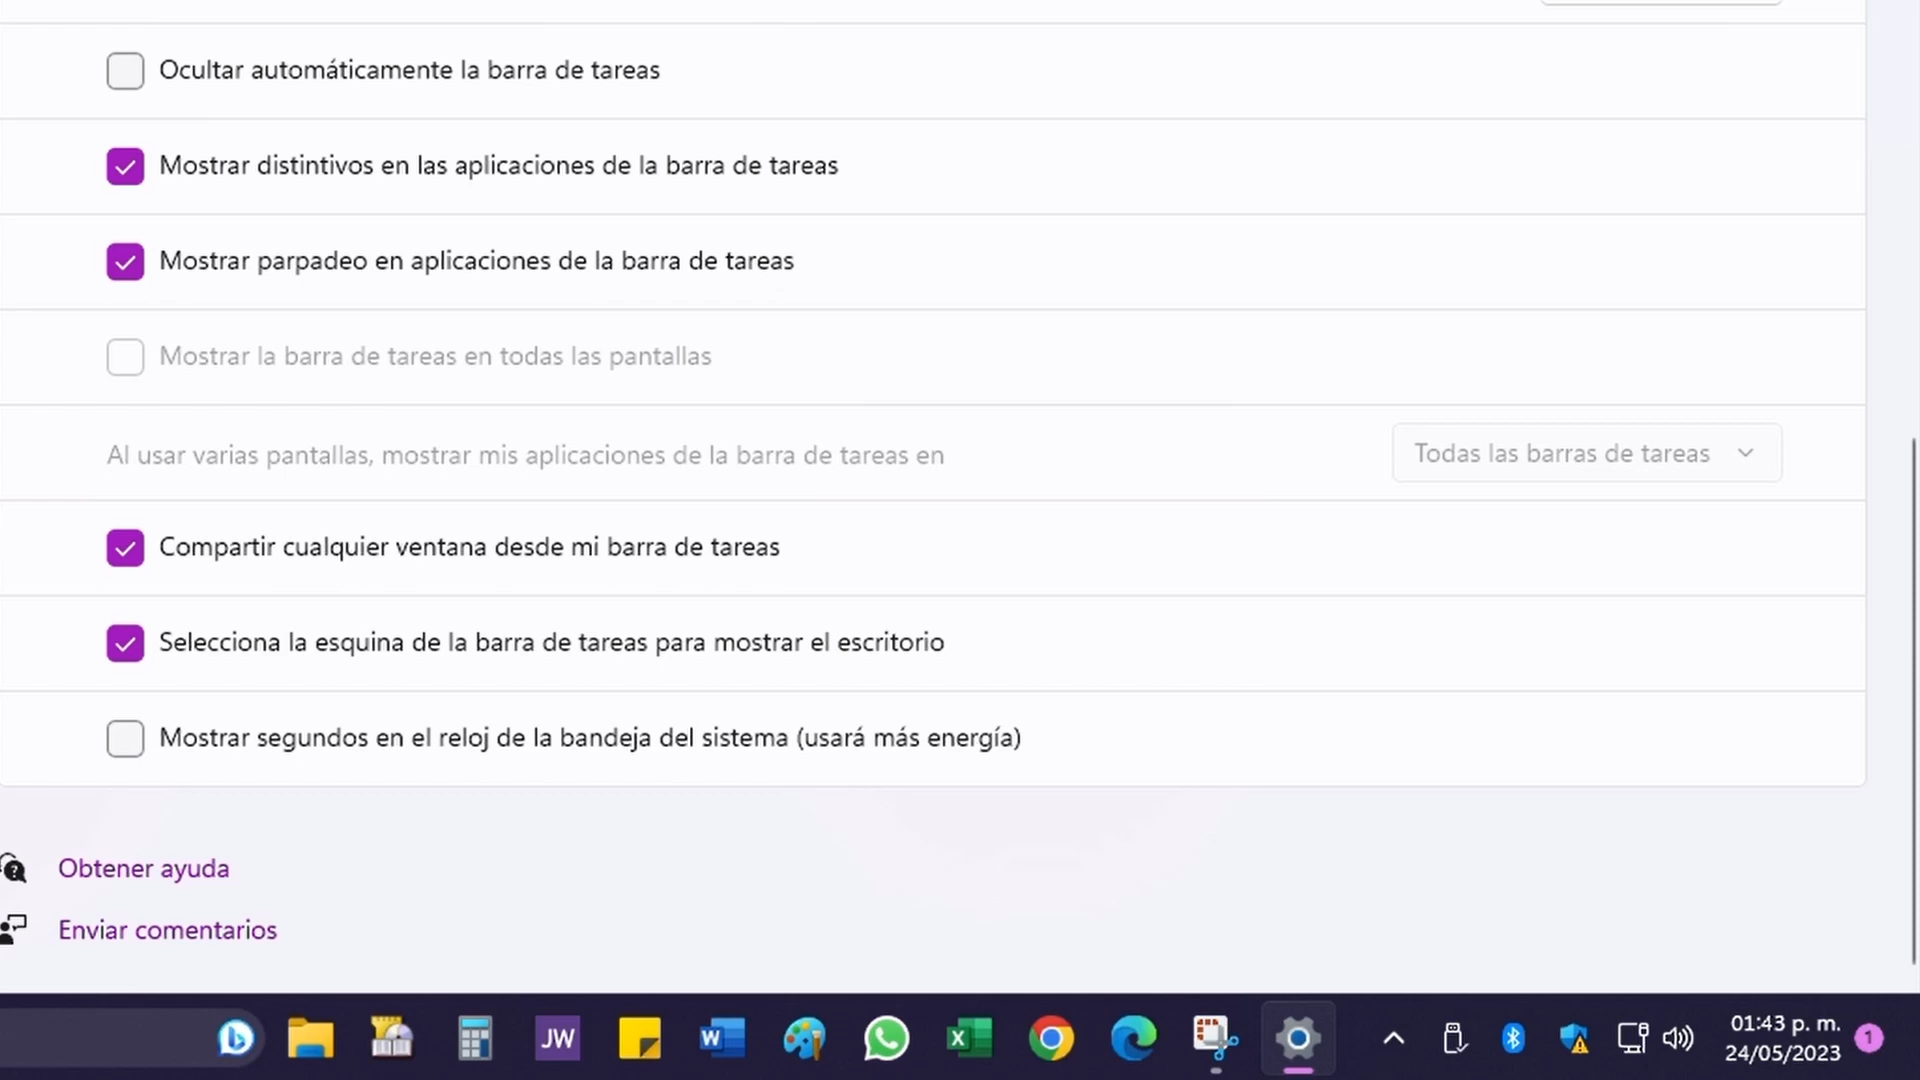 Ocultar automáticamente la barra de tareas
Mostrar distintivos en las aplicaciones de la barra de tareas
Mostrar parpadeo en aplicaciones de la barra de tareas
Mostrar la barra de tareas en todas las pantallas
Al usar varias pantallas, mostrar mis aplicaciones de la barra de tareas en
Todas las barras de tareas
Compartir cualquier ventana desde mi barra de tareas
Selecciona la esquina de la barra de tareas para mostrar el escritorio
Mostrar segundos en el reloj de la bandeja del sistema (usará más energía)
Obtener ayuda
Enviar comentarios
JW
W
X
01:43 p. m.
24/05/2023
1